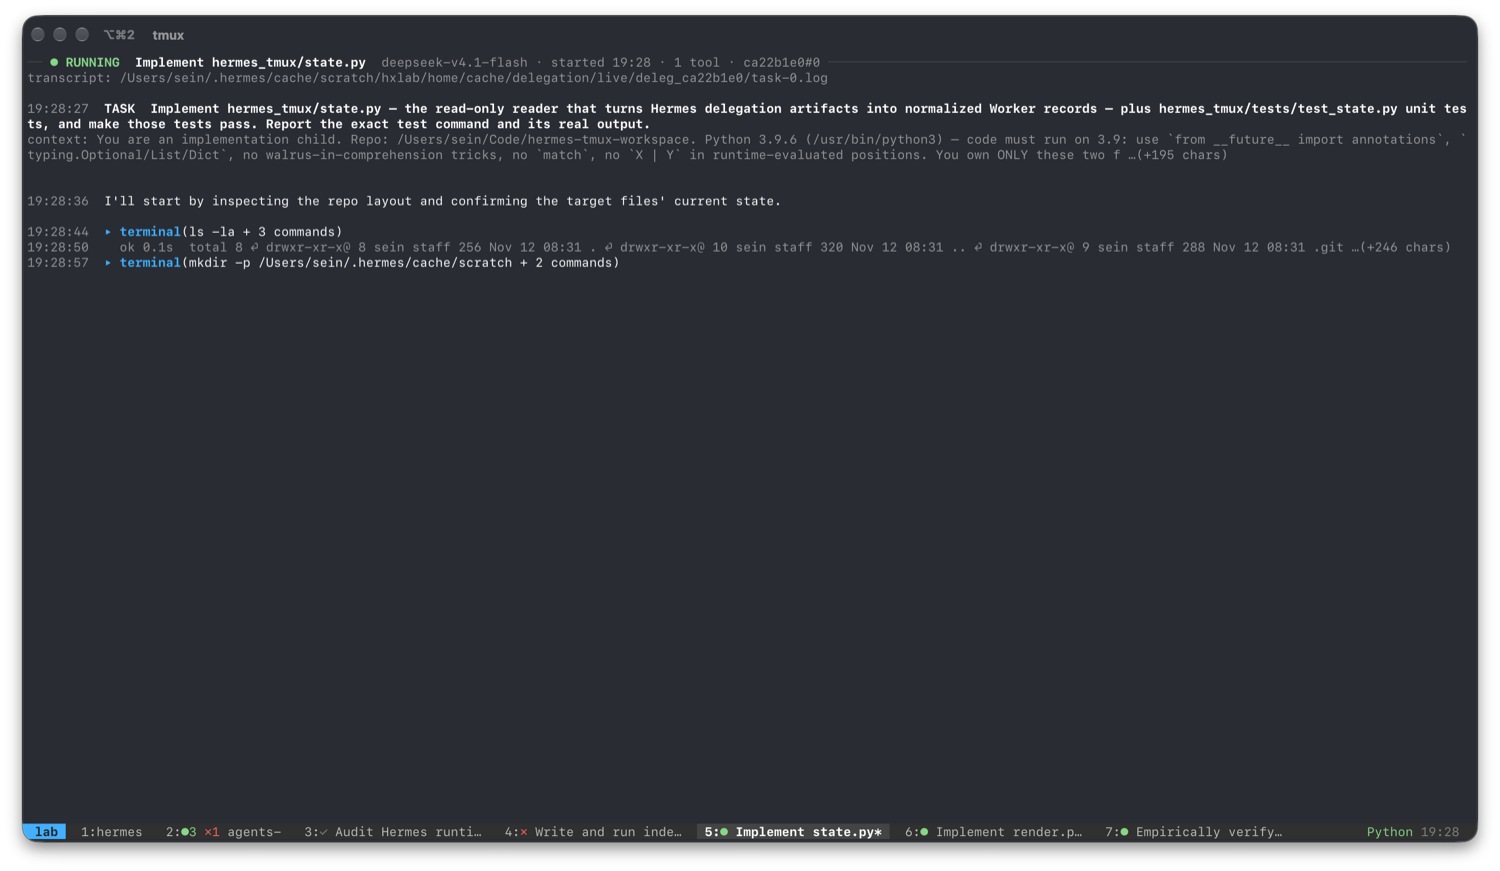 ⌥⌘2 tmux
● RUNNING Implement hermes_tmux/state.py deepseek-v4.1-flash · started 19:28 · 1 tool · ca22b1e0#0
transcript: /Users/sein/.hermes/cache/scratch/hxlab/home/cache/delegation/live/deleg_ca22b1e0/task-0.log
19:28:27 TASK Implement hermes_tmux/state.py — the read-only reader that turns Hermes delegation artifacts into normalized Worker records — plus hermes_tmux/tests/test_state.py unit tes
ts, and make those tests pass. Report the exact test command and its real output.
context: You are an implementation child. Repo: /Users/sein/Code/hermes-tmux-workspace. Python 3.9.6 (/usr/bin/python3) — code must run on 3.9: use `from __future__ import annotations`, `
typing.Optional/List/Dict`, no walrus-in-comprehension tricks, no `match`, no `X | Y` in runtime-evaluated positions. You own ONLY these two f …(+195 chars)
19:28:36 I'll start by inspecting the repo layout and confirming the target files' current state.
19:28:44 ▸ terminal(ls -la + 3 commands)
19:28:50 ok 0.1s total 8 ⏎ drwxr-xr-x@ 8 sein staff 256 Nov 12 08:31 . ⏎ drwxr-xr-x@ 10 sein staff 320 Nov 12 08:31 .. ⏎ drwxr-xr-x@ 9 sein staff 288 Nov 12 08:31 .git …(+246 chars)
19:28:57 ▸ terminal(mkdir -p /Users/sein/.hermes/cache/scratch + 2 commands)
lab 1:hermes 2:●3 ×1 agents- 3:✓ Audit Hermes runti… 4:× Write and run inde… 5:● Implement state.py* 6:● Implement render.p… 7:● Empirically verify… Python 19:28